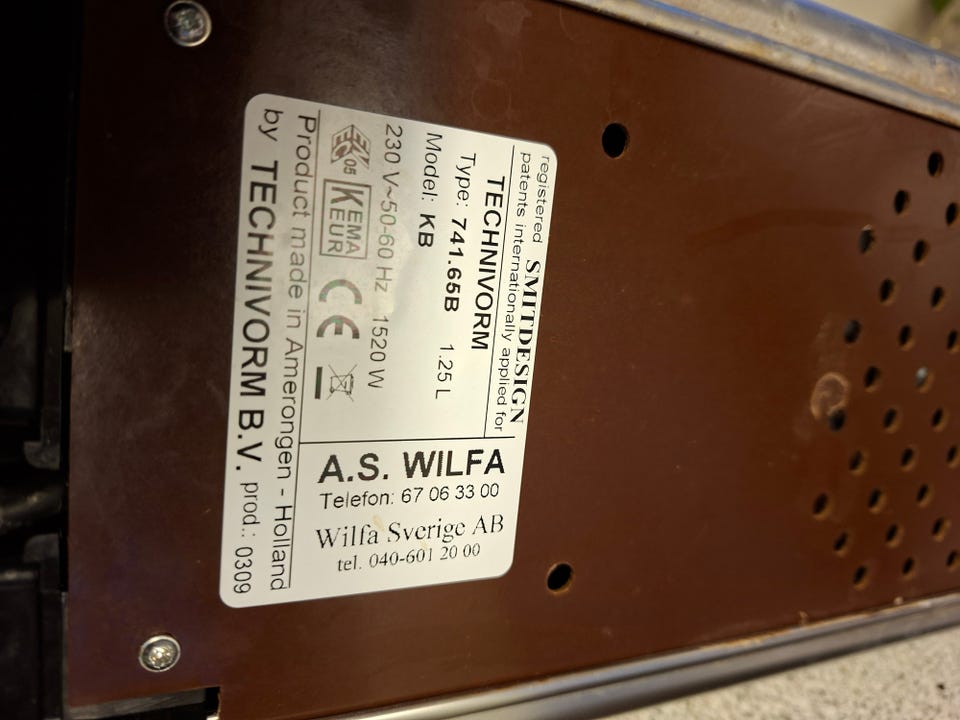 registered SMITDESIGN
patents internationally applied for
TECHNIVORM
Type: 741.65B
Model: KB 1.25 L
230 V~50-60 Hz 1520 W
05 KEMA KEUR CE
Product made in Amerongen - Holland
by TECHNIVORM B.V. prod.: 0309
A.S. WILFA
Telefon: 67 06 33 00
Wilfa Sverige AB
tel. 040-601 20 00